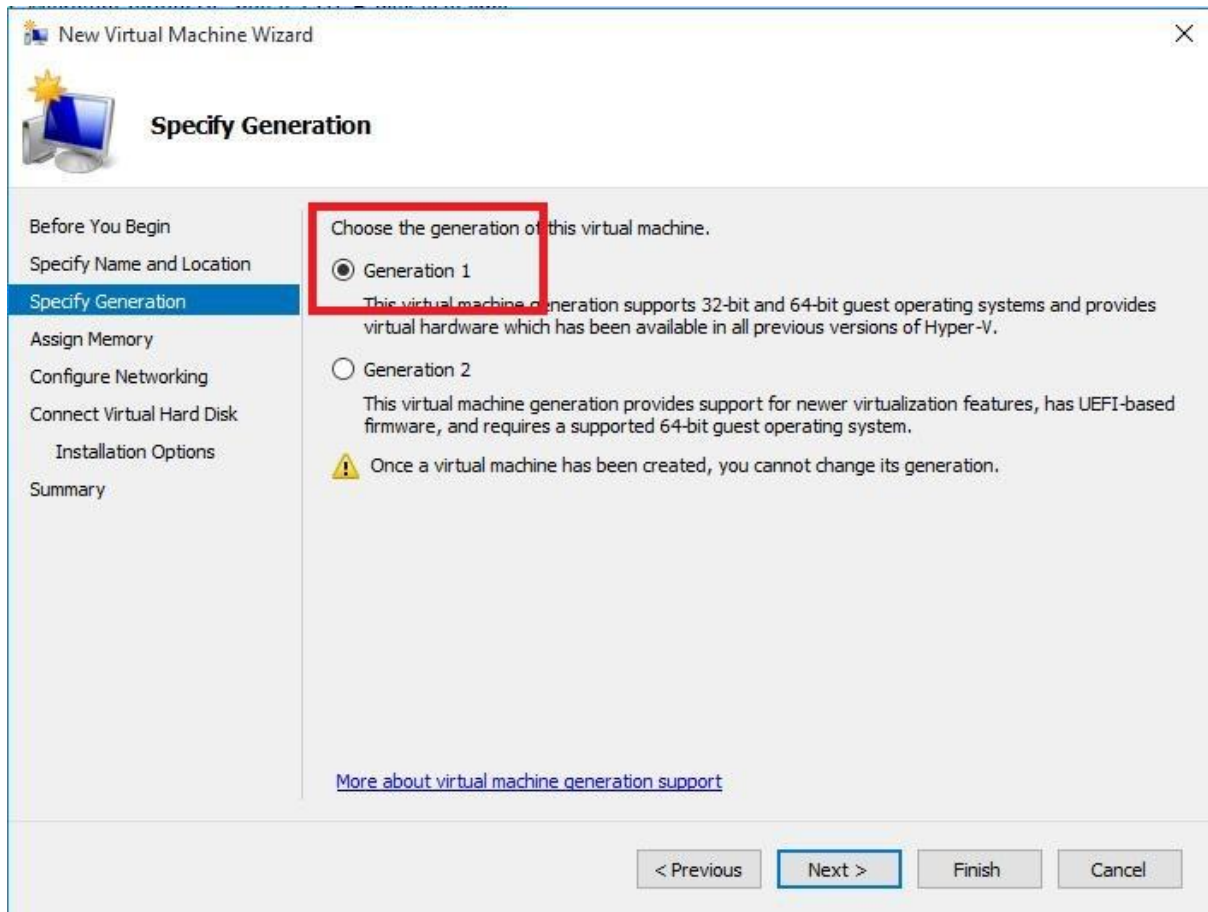 New Virtual Machine Wizard
Specify Generation
Before You Begin
Specify Name and Location
Specify Generation
Assign Memory
Configure Networking
Connect Virtual Hard Disk
Installation Options
Summary
Choose the generation of this virtual machine.
Generation 1
This virtual machine generation supports 32-bit and 64-bit guest operating systems and provides
virtual hardware which has been available in all previous versions of Hyper-V.
Generation 2
This virtual machine generation provides support for newer virtualization features, has UEFI-based
firmware, and requires a supported 64-bit guest operating system.
Once a virtual machine has been created, you cannot change its generation.
More about virtual machine generation support
< Previous
Next >
Finish
Cancel